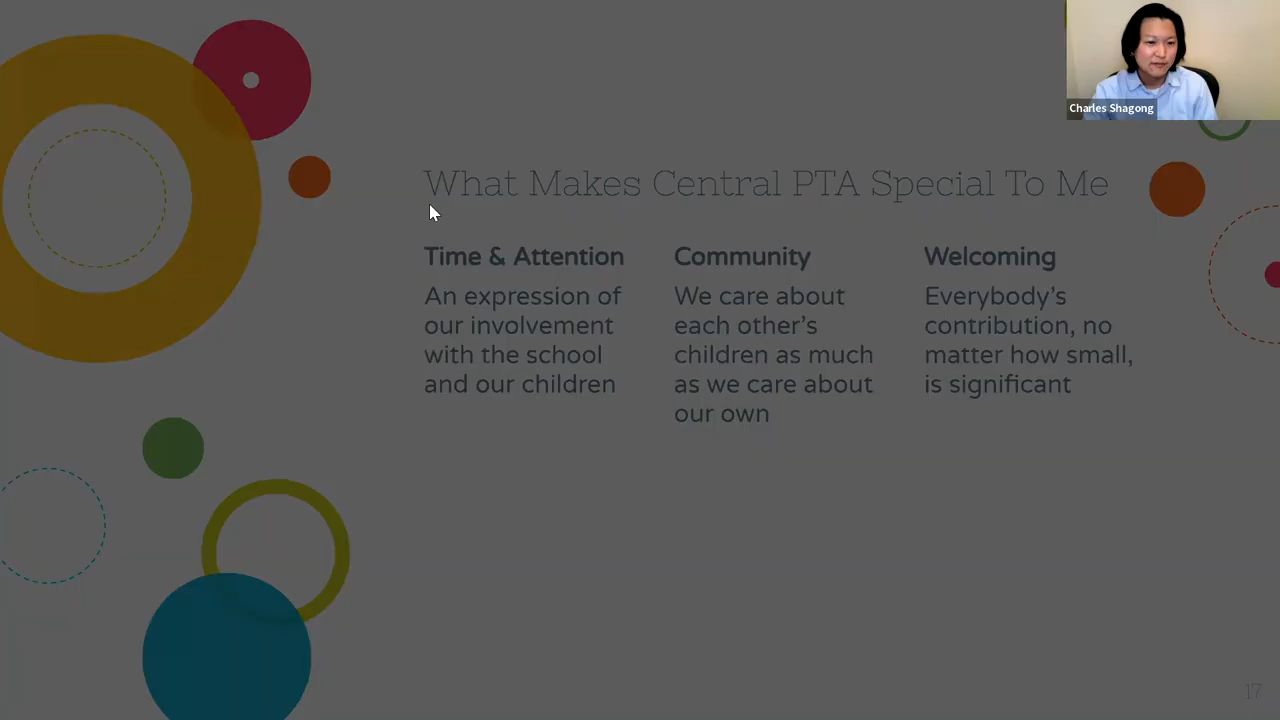 Charles Shagong
What Makes Central PTA Special To Me
Time & Attention
An expression of
our involvement
with the school
and our children
Community
We care about
each other's
children as much
as we care about
our own
Welcoming
Everybody's
contribution, no
matter how small,
is significant
17